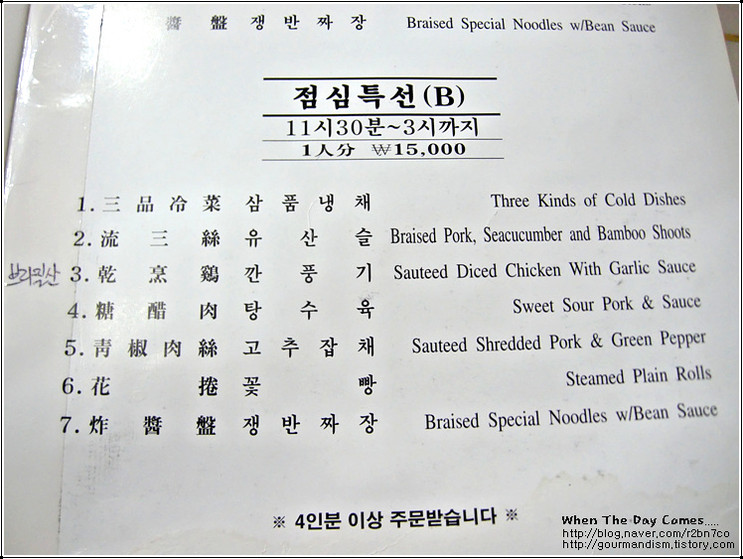 醬 盤 쟁 반 짜 장 Braised Special Noodles w/Bean Sauce
점심특선(B)
11시30분~3시까지
1人分 ₩15,000
1. 三品冷菜 삼품냉채 Three Kinds of Cold Dishes
2. 流三絲 유산슬 Braised Pork, Seacucumber and Bamboo Shoots
브라질산 3. 乾烹鷄 깐풍기 Sauteed Diced Chicken With Garlic Sauce
4. 糖醋肉 탕수육 Sweet Sour Pork & Sauce
5. 靑椒肉絲 고추잡채 Sauteed Shredded Pork & Green Pepper
6. 花捲 꽃빵 Steamed Plain Rolls
7. 炸醬盤 쟁반짜장 Braised Special Noodles w/Bean Sauce
※ 4인분 이상 주문받습니다 ※
When The Day Comes.....
http://blog.naver.com/r2bn7co
http://gourmandism.tistory.com